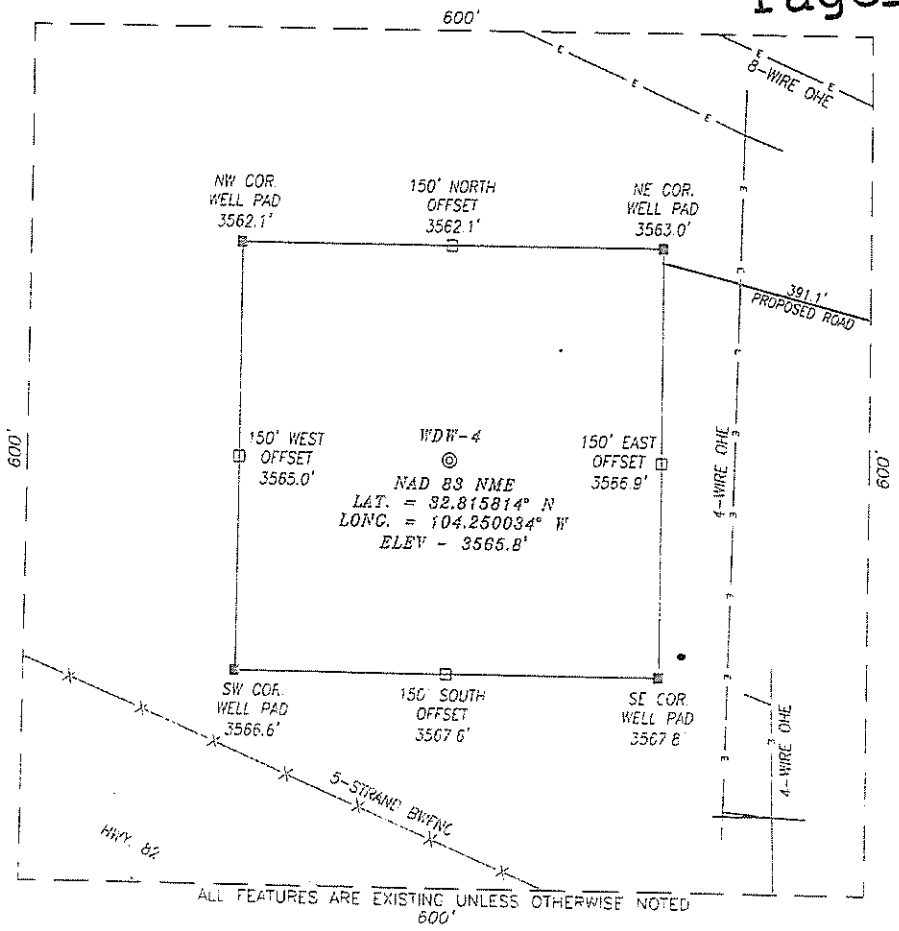 600'
8-WIRE OHE
NW COR.
WELL PAD
3562.1'
150' NORTH
OFFSET
3562.1'
NE COR.
WELL PAD
3563.0'
391.1'
PROPOSED ROAD
600'
150' WEST
OFFSET
3565.0'
WDW-4
NAD 83 NME
LAT. = 32.815814° N
LONG. = 104.250034° W
ELEV - 3565.8'
150' EAST
OFFSET
3566.9'
4-WIRE OHE
600'
SW COR.
WELL PAD
3566.6'
150' SOUTH
OFFSET
3567.6'
SE COR.
WELL PAD
3567.8'
4-WIRE OHE
5-STRAND BWFNC
HWY. 82
ALL FEATURES ARE EXISTING UNLESS OTHERWISE NOTED
600'